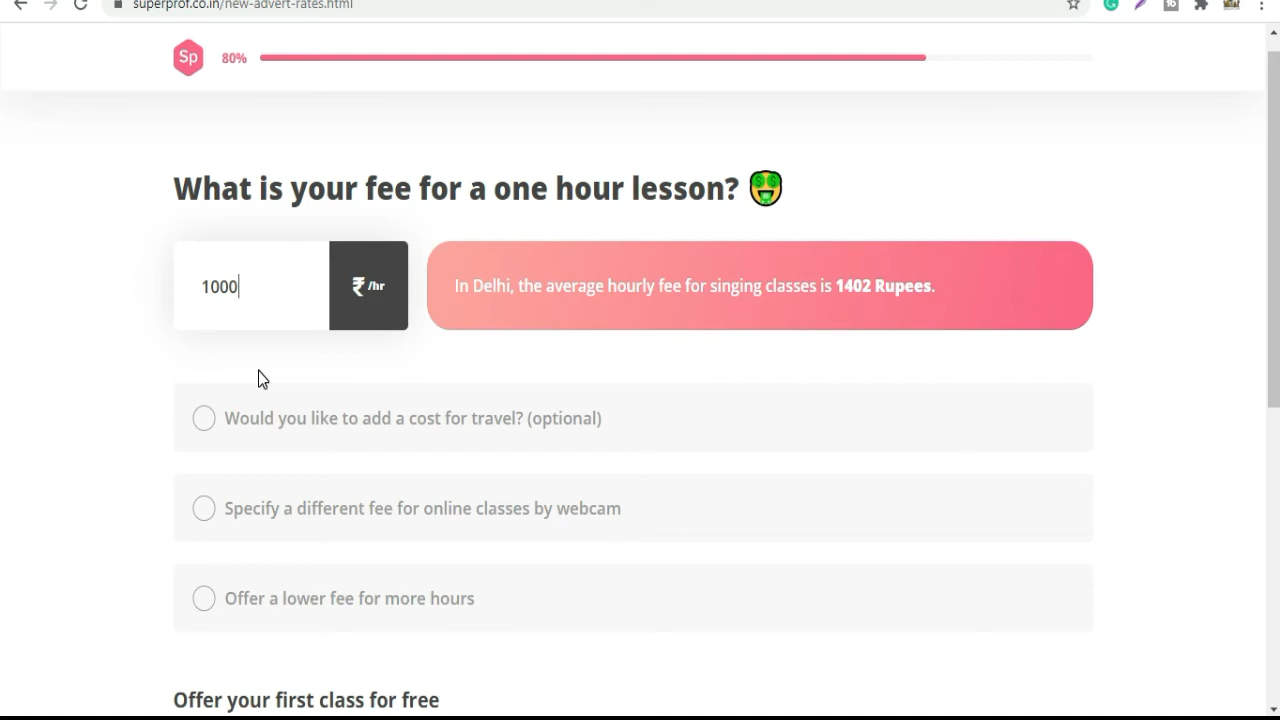 superprof.co.in/new-advert-rates.html
Sp 80%
What is your fee for a one hour lesson? 🤑
1000 ₹ /hr
In Delhi, the average hourly fee for singing classes is 1402 Rupees.
Would you like to add a cost for travel? (optional)
Specify a different fee for online classes by webcam
Offer a lower fee for more hours
Offer your first class for free